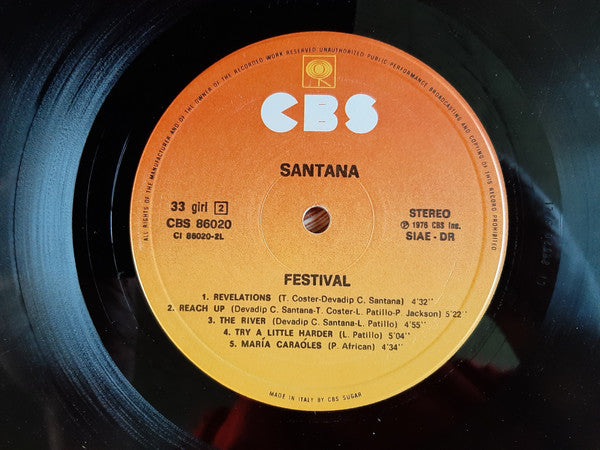 ALL RIGHTS OF THE MANUFACTURER AND OF THE OWNER OF THE RECORDED WORK RESERVED UNAUTHORIZED PUBLIC PERFORMANCE BROADCASTING AND COPYING OF THIS RECORD PROHIBITED
CBS
SANTANA
33 giri 2
CBS 86020
CI 86020-2L
STEREO
℗ 1976 CBS Inc.
SIAE - DR
FESTIVAL
1. REVELATIONS (T. Coster-Devadip C. Santana) 4'32''
2. REACH UP (Devadip C. Santana-T. Coster-L. Patillo-P. Jackson) 5'22''
3. THE RIVER (Devadip C. Santana-L. Patillo) 4'55''
4. TRY A LITTLE HARDER (L. Patillo) 5'04''
5. MARÍA CARAOLES (P. African) 4'34''
MADE IN ITALY BY CBS SUGAR